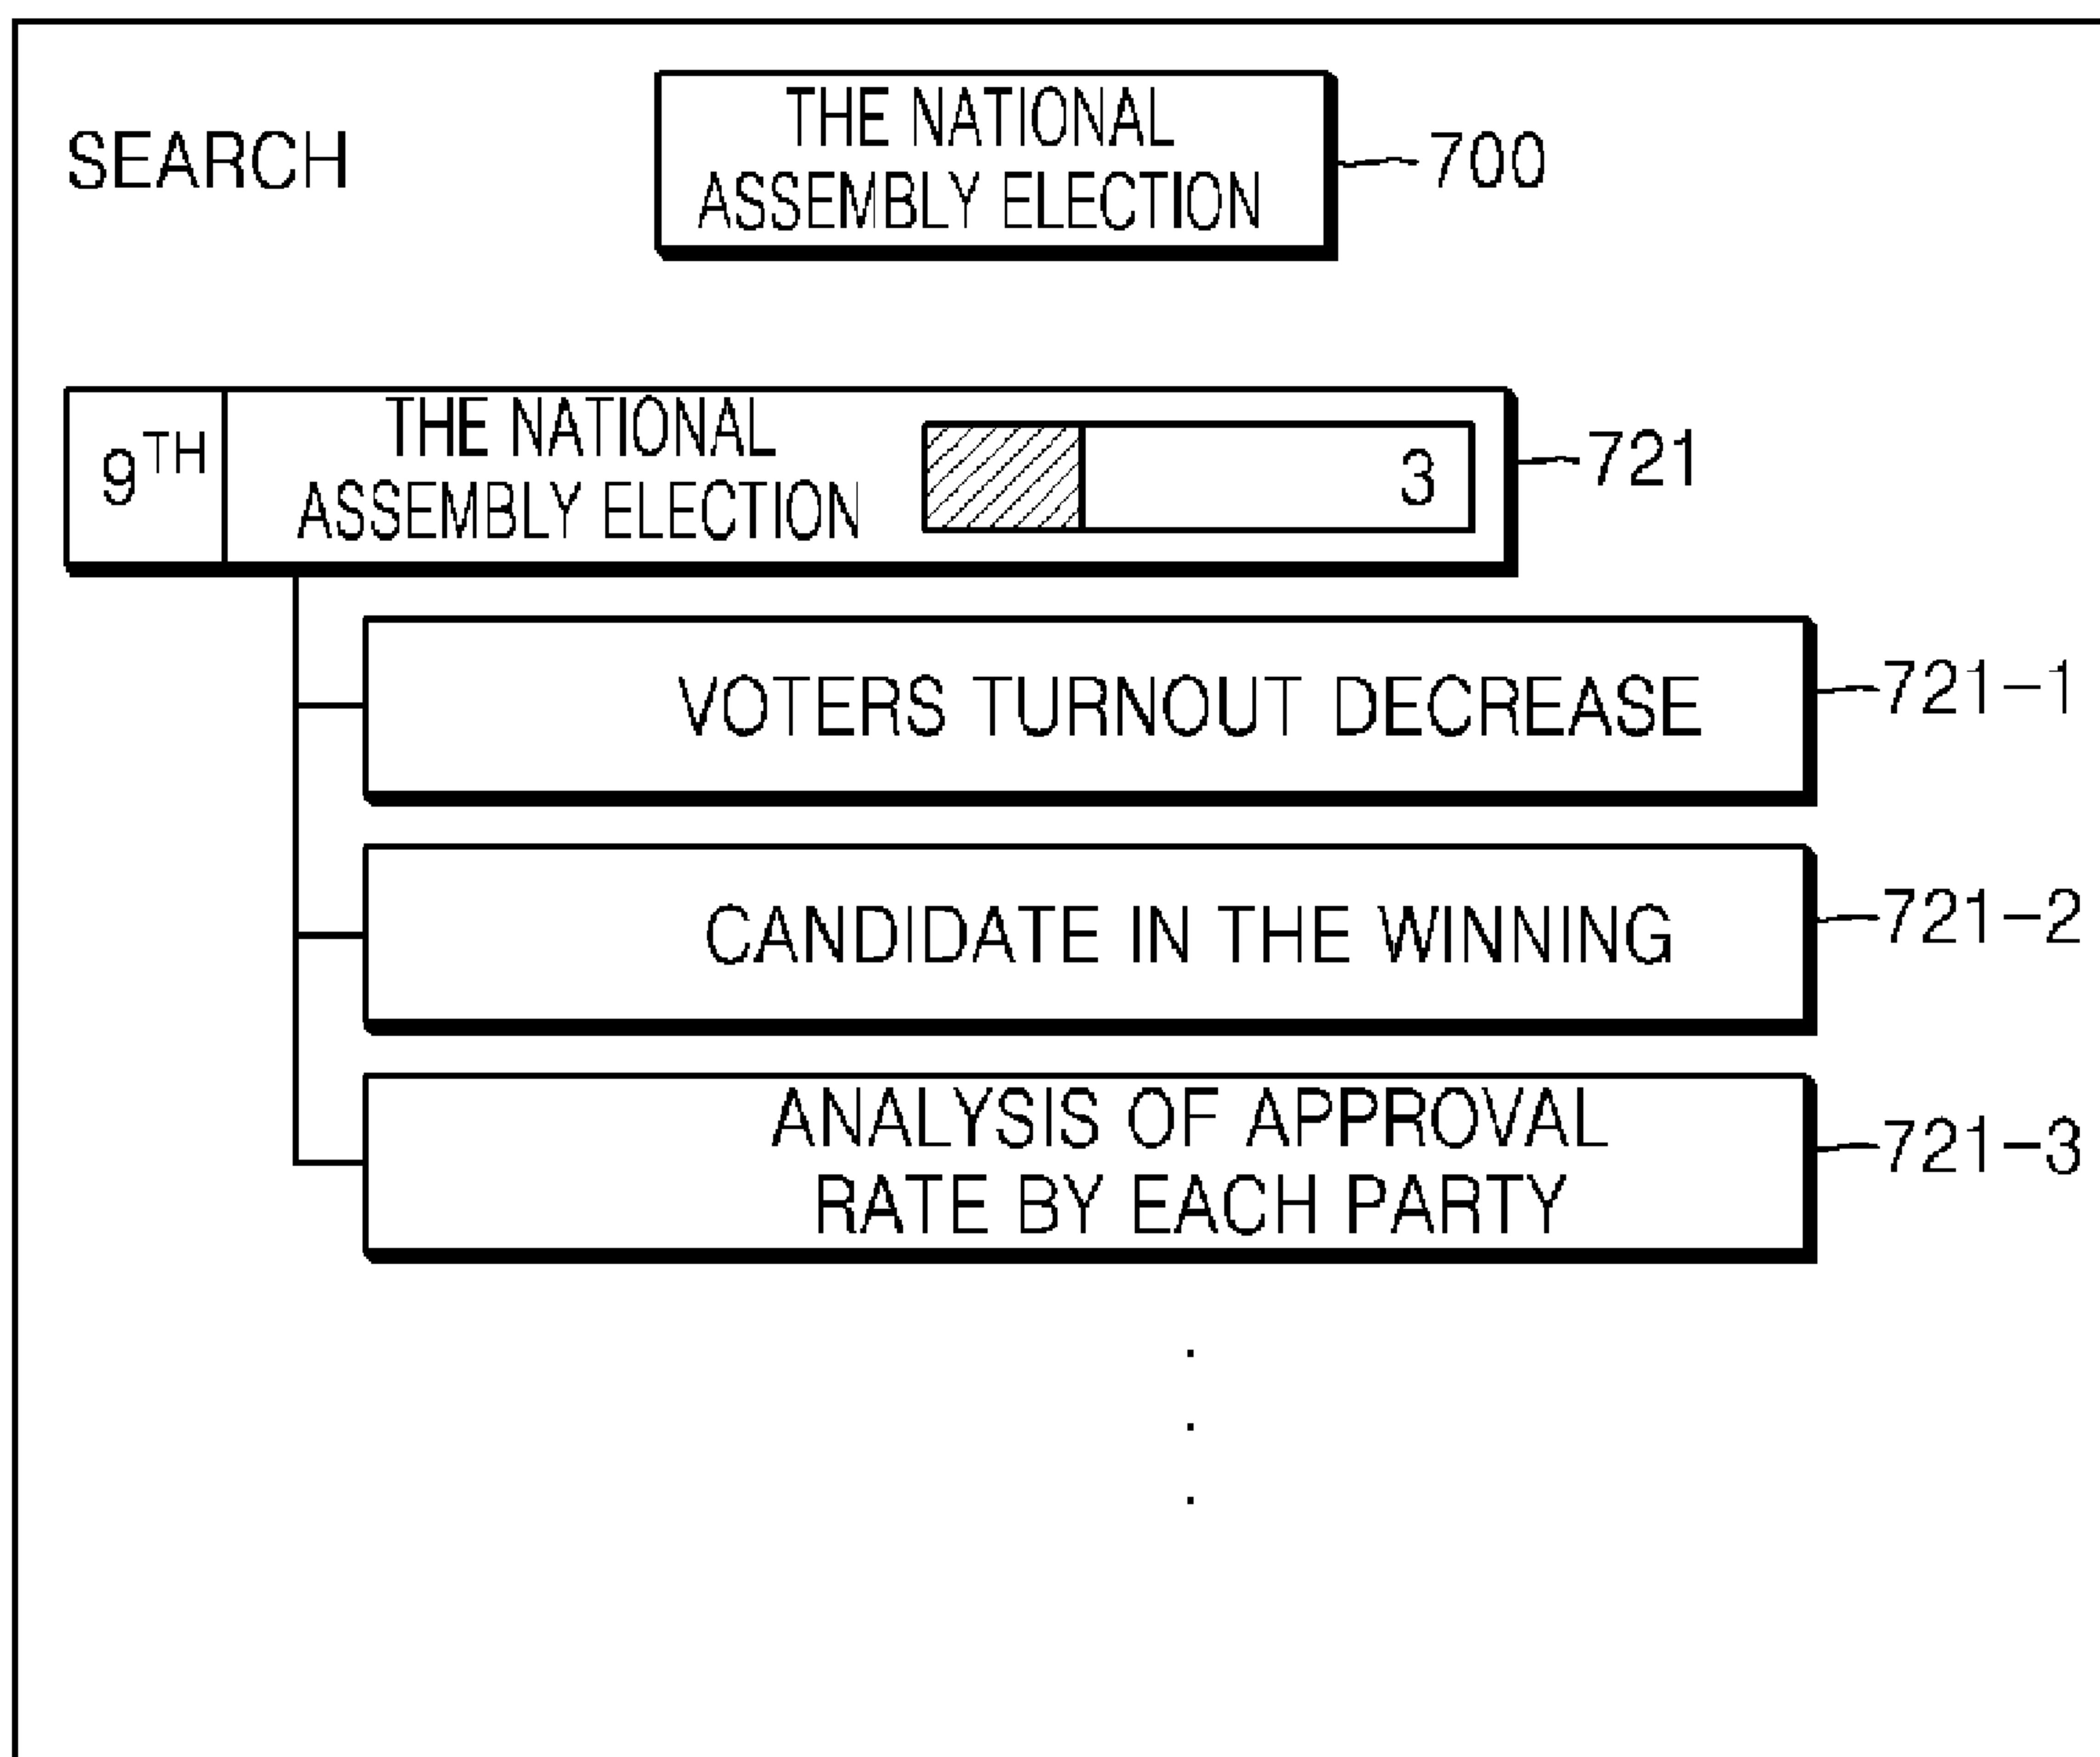 SEARCH
THE NATIONAL
ASSEMBLY ELECTION
700
9TH
THE NATIONAL
ASSEMBLY ELECTION
3
721
VOTERS TURNOUT DECREASE
721-1
CANDIDATE IN THE WINNING
721-2
ANALYSIS OF APPROVAL
RATE BY EACH PARTY
721-3